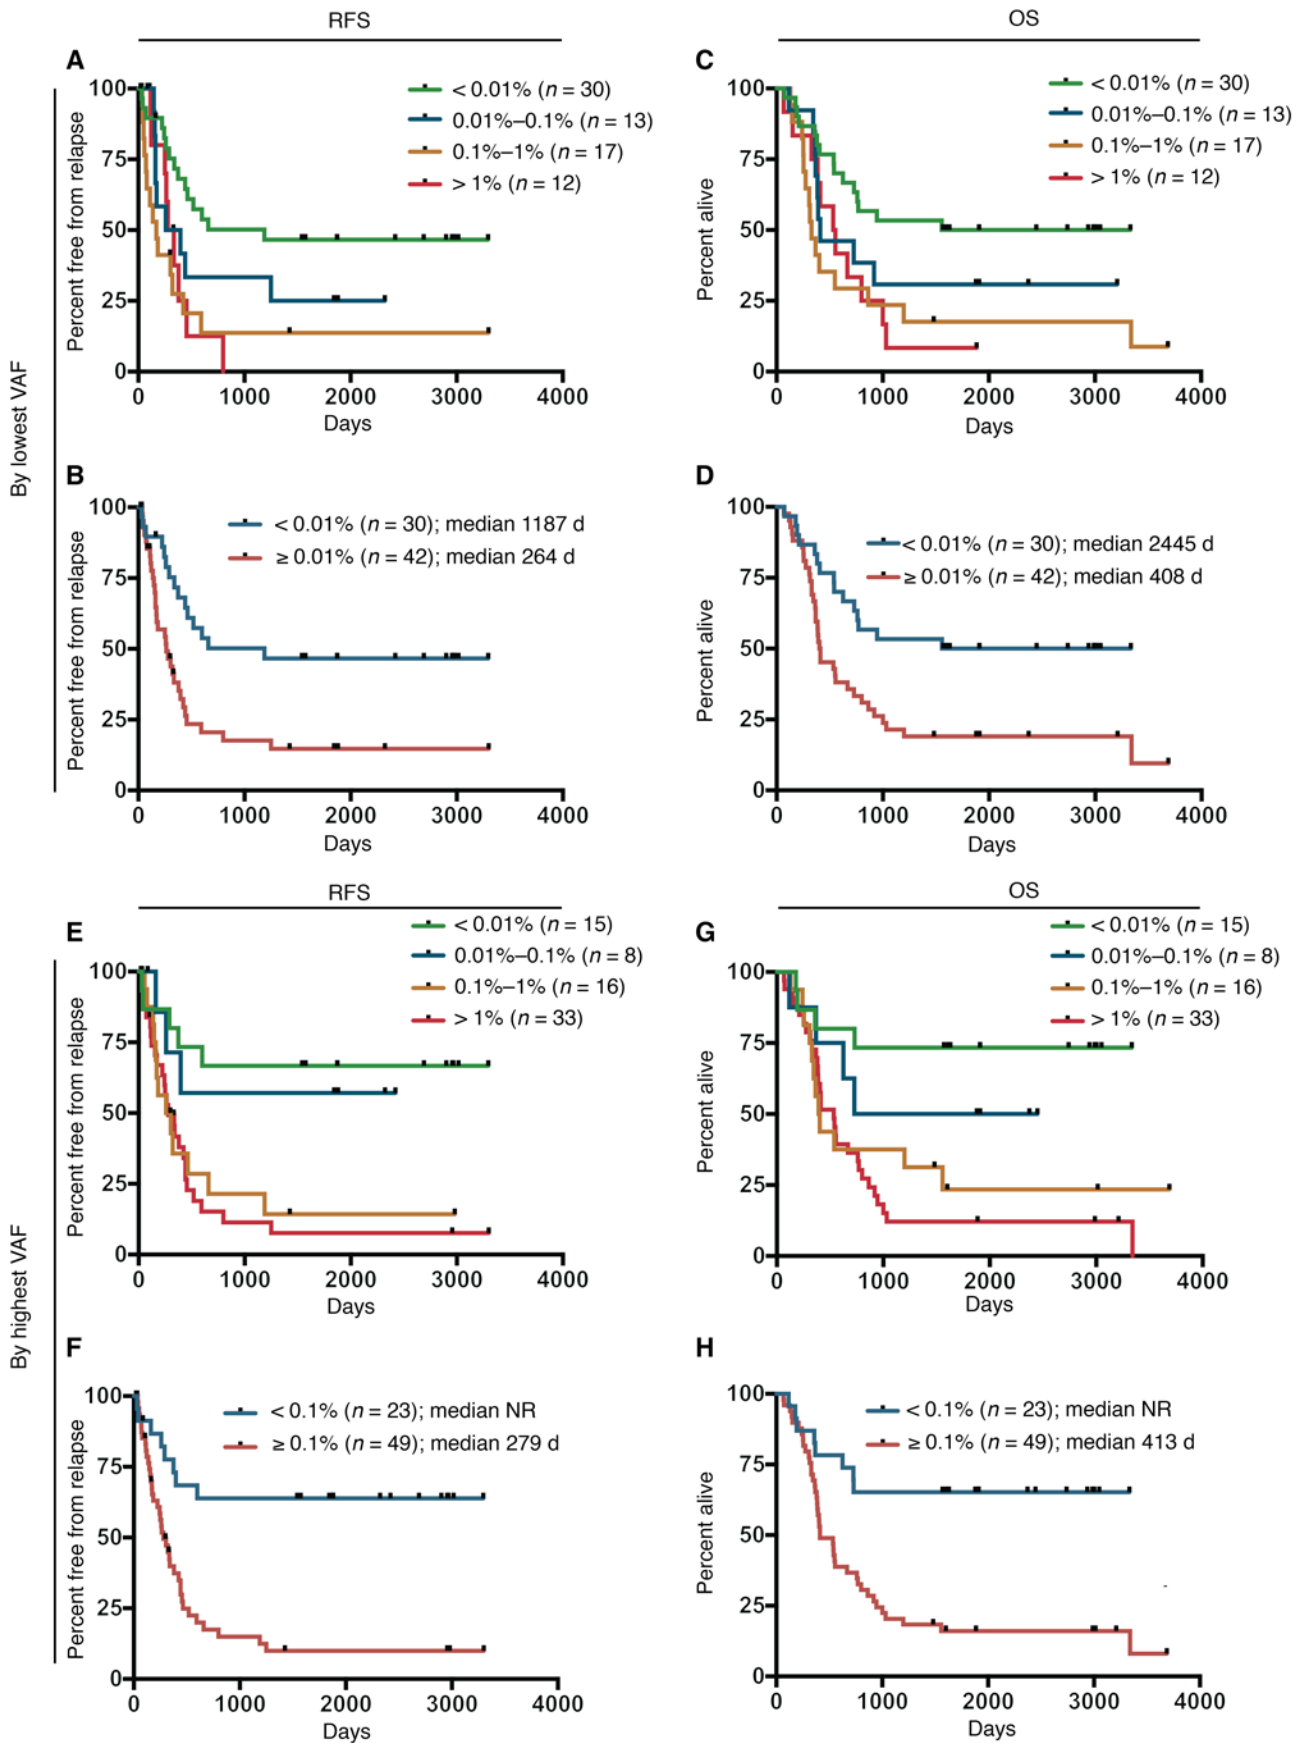 RFS
OS
By lowest VAF
A
Percent free from relapse
100
75
50
25
0
< 0.01% (n = 30)
0.01%–0.1% (n = 13)
0.1%–1% (n = 17)
> 1% (n = 12)
0 1000 2000 3000 4000
Days
C
Percent alive
100
75
50
25
0
< 0.01% (n = 30)
0.01%–0.1% (n = 13)
0.1%–1% (n = 17)
> 1% (n = 12)
0 1000 2000 3000 4000
Days
B
Percent free from relapse
100
75
50
25
0
< 0.01% (n = 30); median 1187 d
≥ 0.01% (n = 42); median 264 d
0 1000 2000 3000 4000
Days
D
Percent alive
100
75
50
25
0
< 0.01% (n = 30); median 2445 d
≥ 0.01% (n = 42); median 408 d
0 1000 2000 3000 4000
Days
RFS
OS
By highest VAF
E
Percent free from relapse
100
75
50
25
0
< 0.01% (n = 15)
0.01%–0.1% (n = 8)
0.1%–1% (n = 16)
> 1% (n = 33)
0 1000 2000 3000 4000
Days
G
Percent alive
100
75
50
25
0
< 0.01% (n = 15)
0.01%–0.1% (n = 8)
0.1%–1% (n = 16)
> 1% (n = 33)
0 1000 2000 3000 4000
Days
F
Percent free from relapse
100
75
50
25
0
< 0.1% (n = 23); median NR
≥ 0.1% (n = 49); median 279 d
0 1000 2000 3000 4000
Days
H
Percent alive
100
75
50
25
0
< 0.1% (n = 23); median NR
≥ 0.1% (n = 49); median 413 d
0 1000 2000 3000 4000
Days